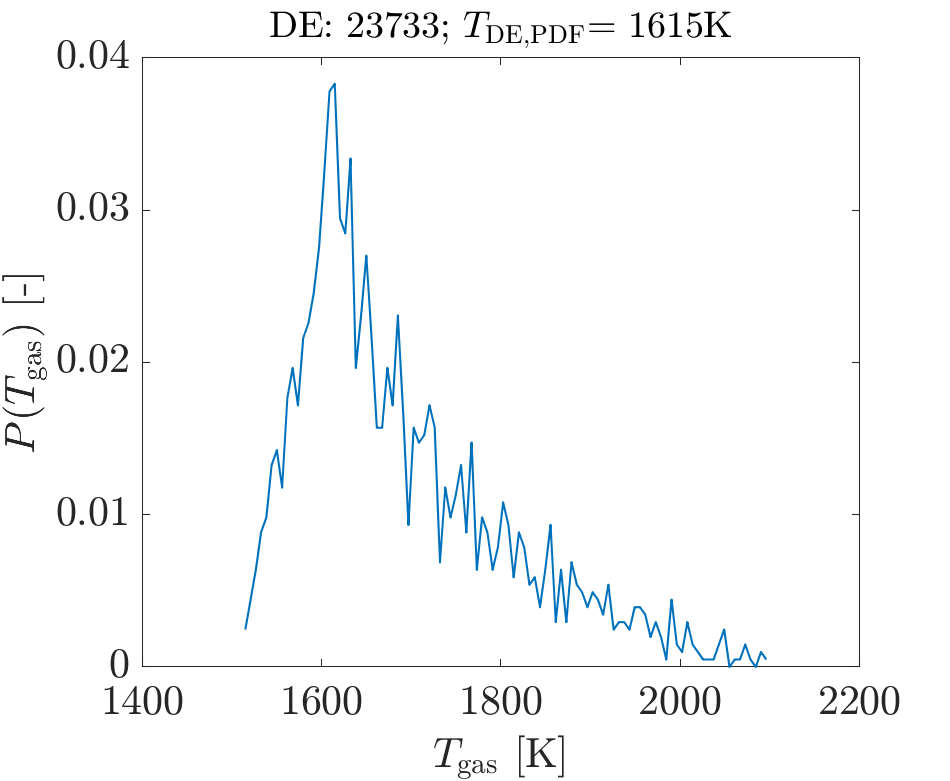 DE: 23733; T_DE,PDF= 1615K
0.04
0.03
0.02
0.01
0
P(T_gas) [-]
1400 1600 1800 2000 2200
T_gas [K]